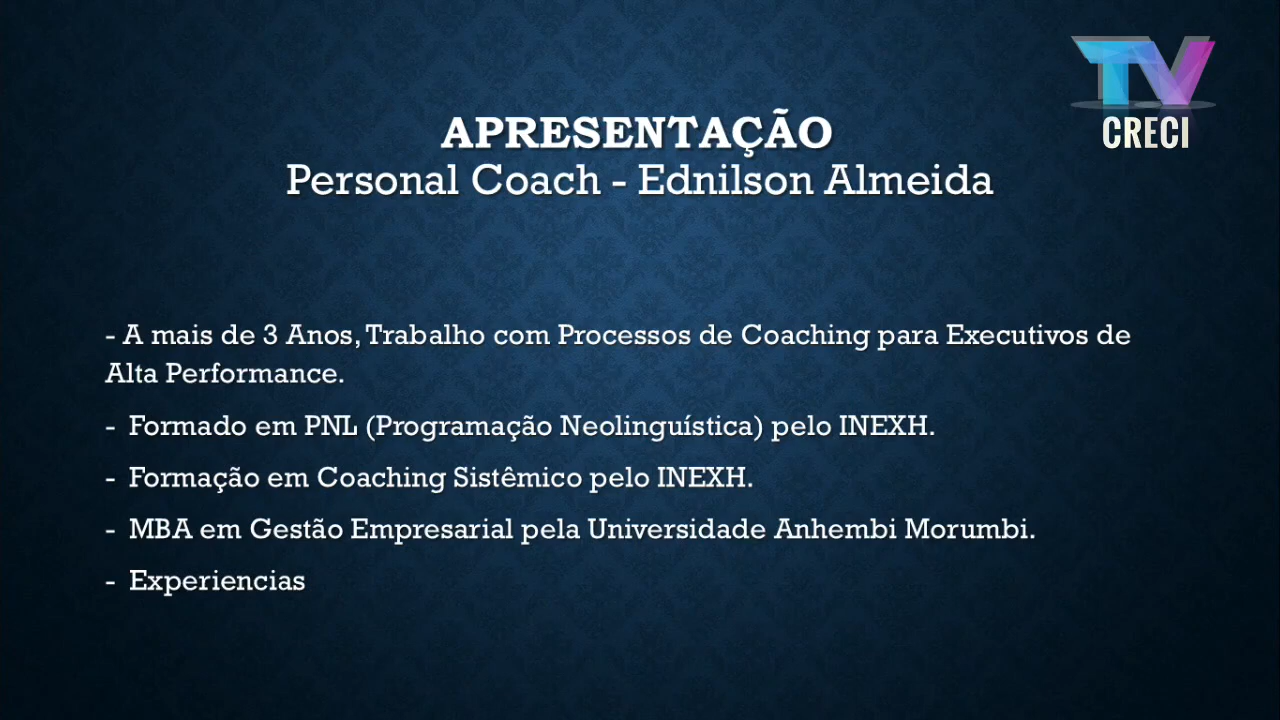 TV
CRECI
APRESENTAÇÃO
Personal Coach - Ednilson Almeida
- A mais de 3 Anos, Trabalho com Processos de Coaching para Executivos de
Alta Performance.
- Formado em PNL (Programação Neolinguística) pelo INEXH.
- Formação em Coaching Sistêmico pelo INEXH.
- MBA em Gestão Empresarial pela Universidade Anhembi Morumbi.
- Experiencias